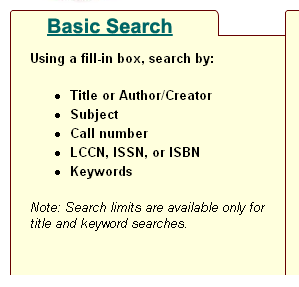 Basic Search
Using a fill-in box, search by:
• Title or Author/Creator
• Subject
• Call number
• LCCN, ISSN, or ISBN
• Keywords
Note: Search limits are available only for
title and keyword searches.